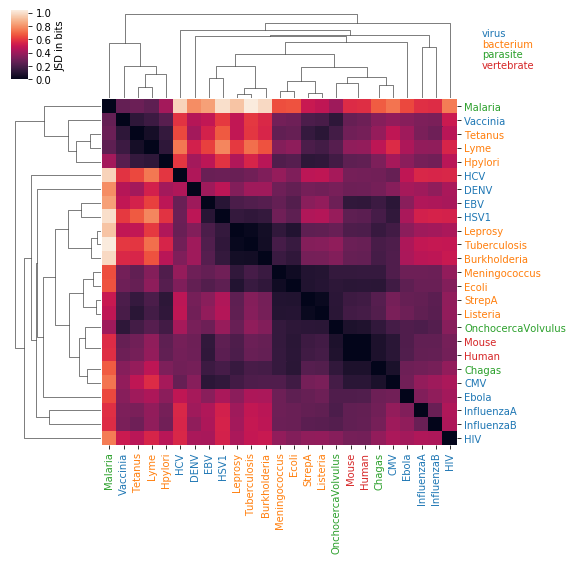 1.0
0.8
0.6
0.4
0.2
0.0
JSD in bits
virus
bacterium
parasite
vertebrate
Malaria
Vaccinia
Tetanus
Lyme
Hpylori
HCV
DENV
EBV
HSV1
Leprosy
Tuberculosis
Burkholderia
Meningococcus
Ecoli
StrepA
Listeria
OnchocercaVolvulus
Mouse
Human
Chagas
CMV
Ebola
InfluenzaA
InfluenzaB
HIV
Malaria
Vaccinia
Tetanus
Lyme
Hpylori
HCV
DENV
EBV
HSV1
Leprosy
Tuberculosis
Burkholderia
Meningococcus
Ecoli
StrepA
Listeria
OnchocercaVolvulus
Mouse
Human
Chagas
CMV
Ebola
InfluenzaA
InfluenzaB
HIV